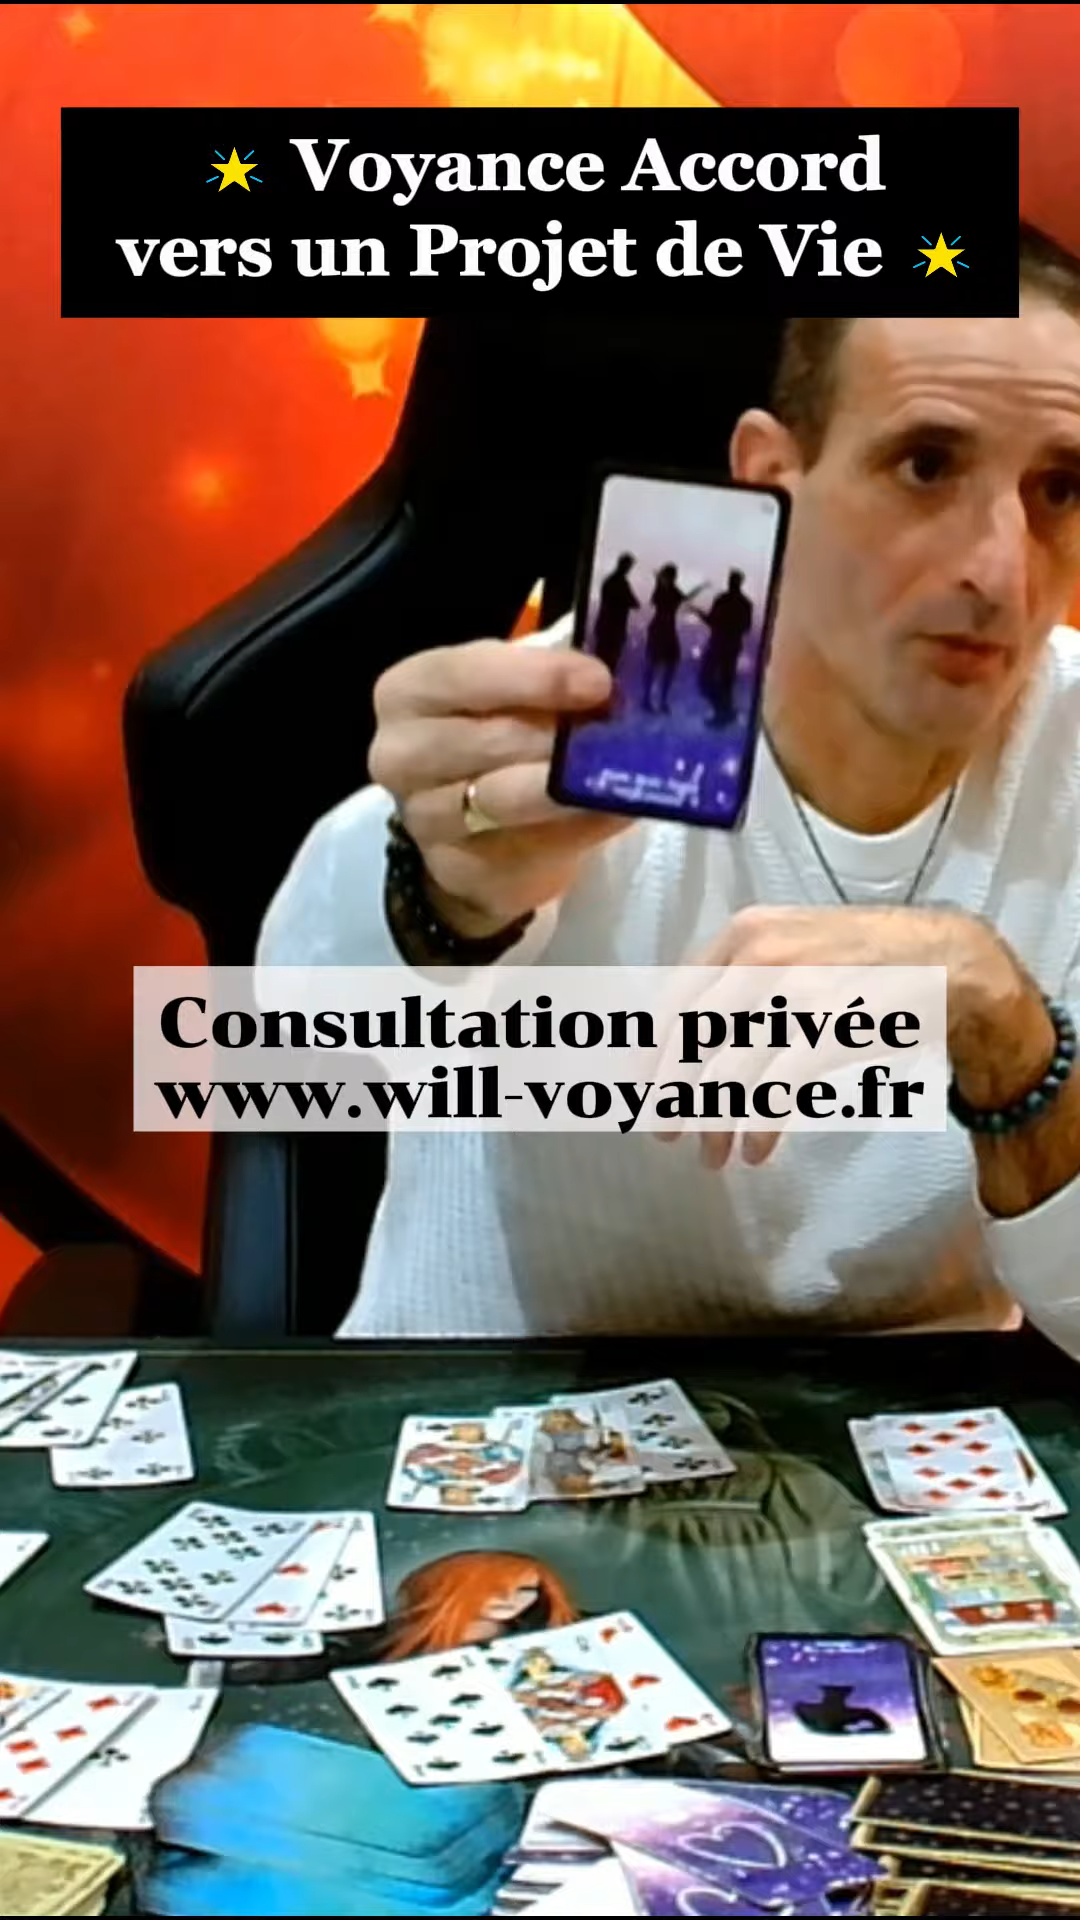 🌟 Voyance Accord
vers un Projet de Vie 🌟
Consultation privée
www.will-voyance.fr